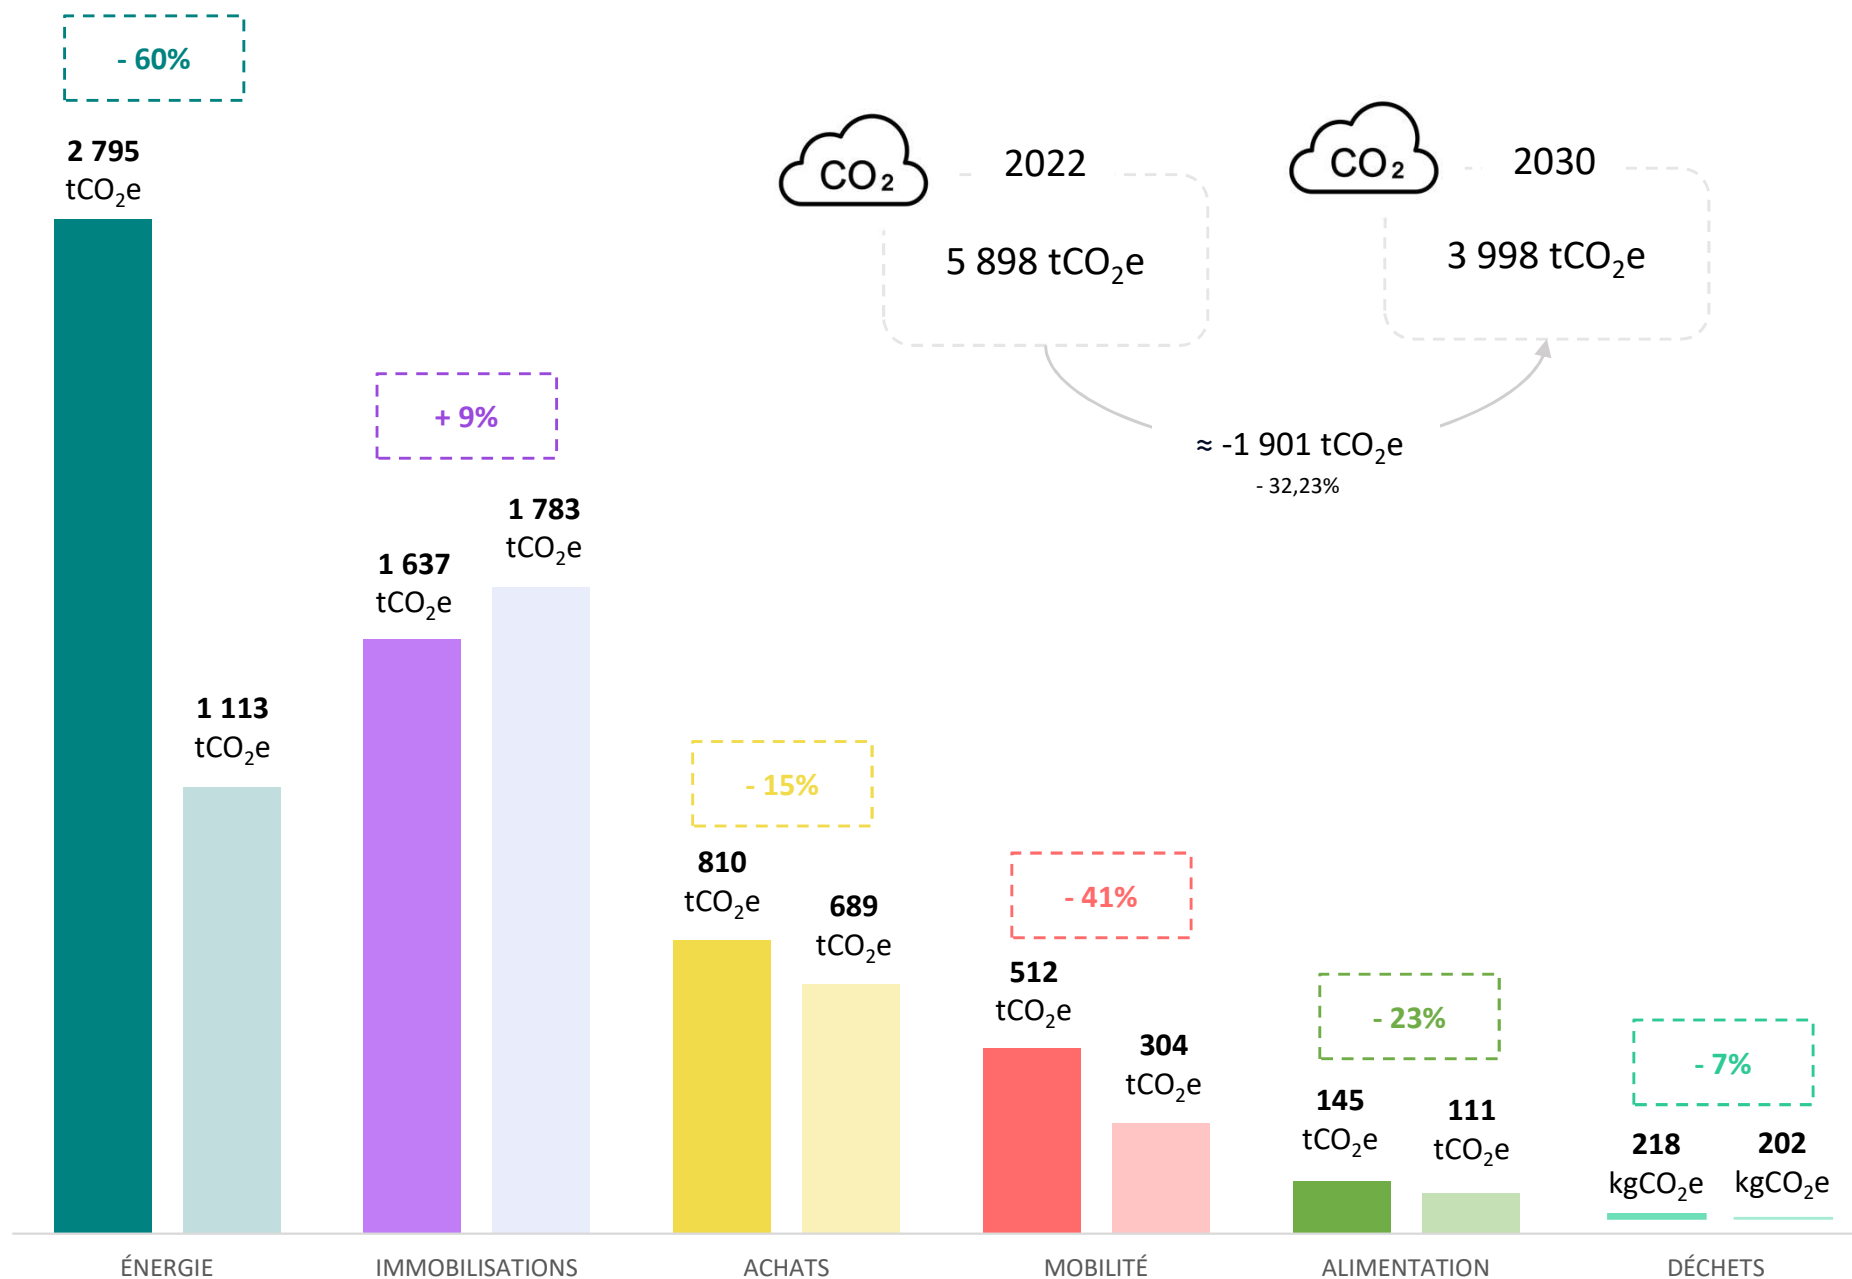 - 60%
2 795
tCO₂e
1 113
tCO₂e
+ 9%
1 637
tCO₂e
1 783
tCO₂e
- 15%
810
tCO₂e
689
tCO₂e
- 41%
512
tCO₂e
304
tCO₂e
- 23%
145
tCO₂e
111
tCO₂e
- 7%
218
kgCO₂e
202
kgCO₂e
CO₂
2022
5 898 tCO₂e
CO₂
2030
3 998 tCO₂e
≈ -1 901 tCO₂e
- 32,23%
ÉNERGIE
IMMOBILISATIONS
ACHATS
MOBILITÉ
ALIMENTATION
DÉCHETS